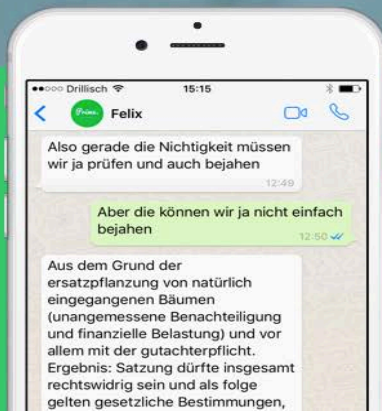 Drillisch 15:15
Prime.
Felix
Also gerade die Nichtigkeit müssen
wir ja prüfen und auch bejahen
12:49
Aber die können wir ja nicht einfach
bejahen
12:50
Aus dem Grund der
ersatzpflanzung von natürlich
eingegangenen Bäumen
(unangemessene Benachteiligung
und finanzielle Belastung) und vor
allem mit der gutachterpflicht.
Ergebnis: Satzung dürfte insgesamt
rechtswidrig sein und als folge
gelten gesetzliche Bestimmungen,